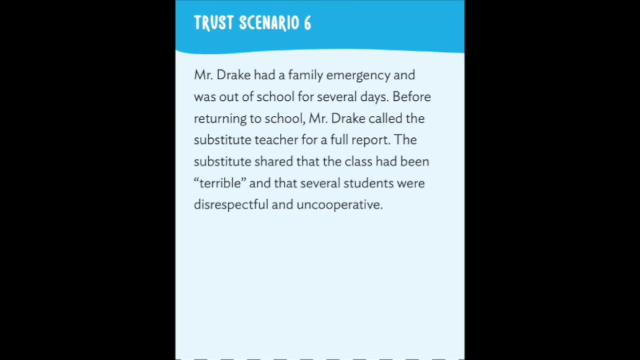 TRUST SCENARIO 6
Mr. Drake had a family emergency and
was out of school for several days. Before
returning to school, Mr. Drake called the
substitute teacher for a full report. The
substitute shared that the class had been
“terrible” and that several students were
disrespectful and uncooperative.